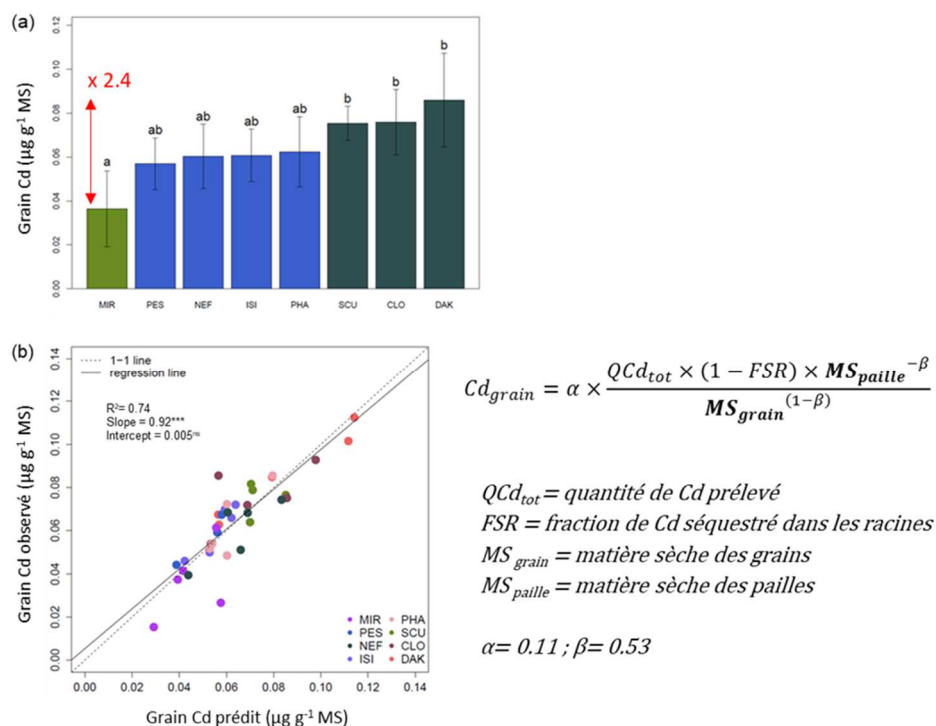 (a)
Grain Cd (µg g⁻¹ MS)
0.12
0.08
0.04
0.00
x 2.4
a
ab
ab
ab
ab
b
b
b
MIR PES NEF ISI PHA SCU CLO DAK
(b)
Grain Cd observé (µg g⁻¹ MS)
0.14
0.12
0.10
0.08
0.06
0.04
0.02
0.00
1−1 line
regression line
R²= 0.74
Slope = 0.92***
Intercept = 0.005ⁿˢ
MIR PHA
PES SCU
NEF CLO
ISI DAK
0.00 0.02 0.04 0.06 0.08 0.10 0.12 0.14
Grain Cd prédit (µg g⁻¹ MS)
Cd_grain = α × QCd_tot × (1 − FSR) × MS_paille^−β / MS_grain^(1−β)
QCd_tot = quantité de Cd prélevé
FSR = fraction de Cd séquestré dans les racines
MS_grain = matière sèche des grains
MS_paille = matière sèche des pailles
α= 0.11 ; β= 0.53